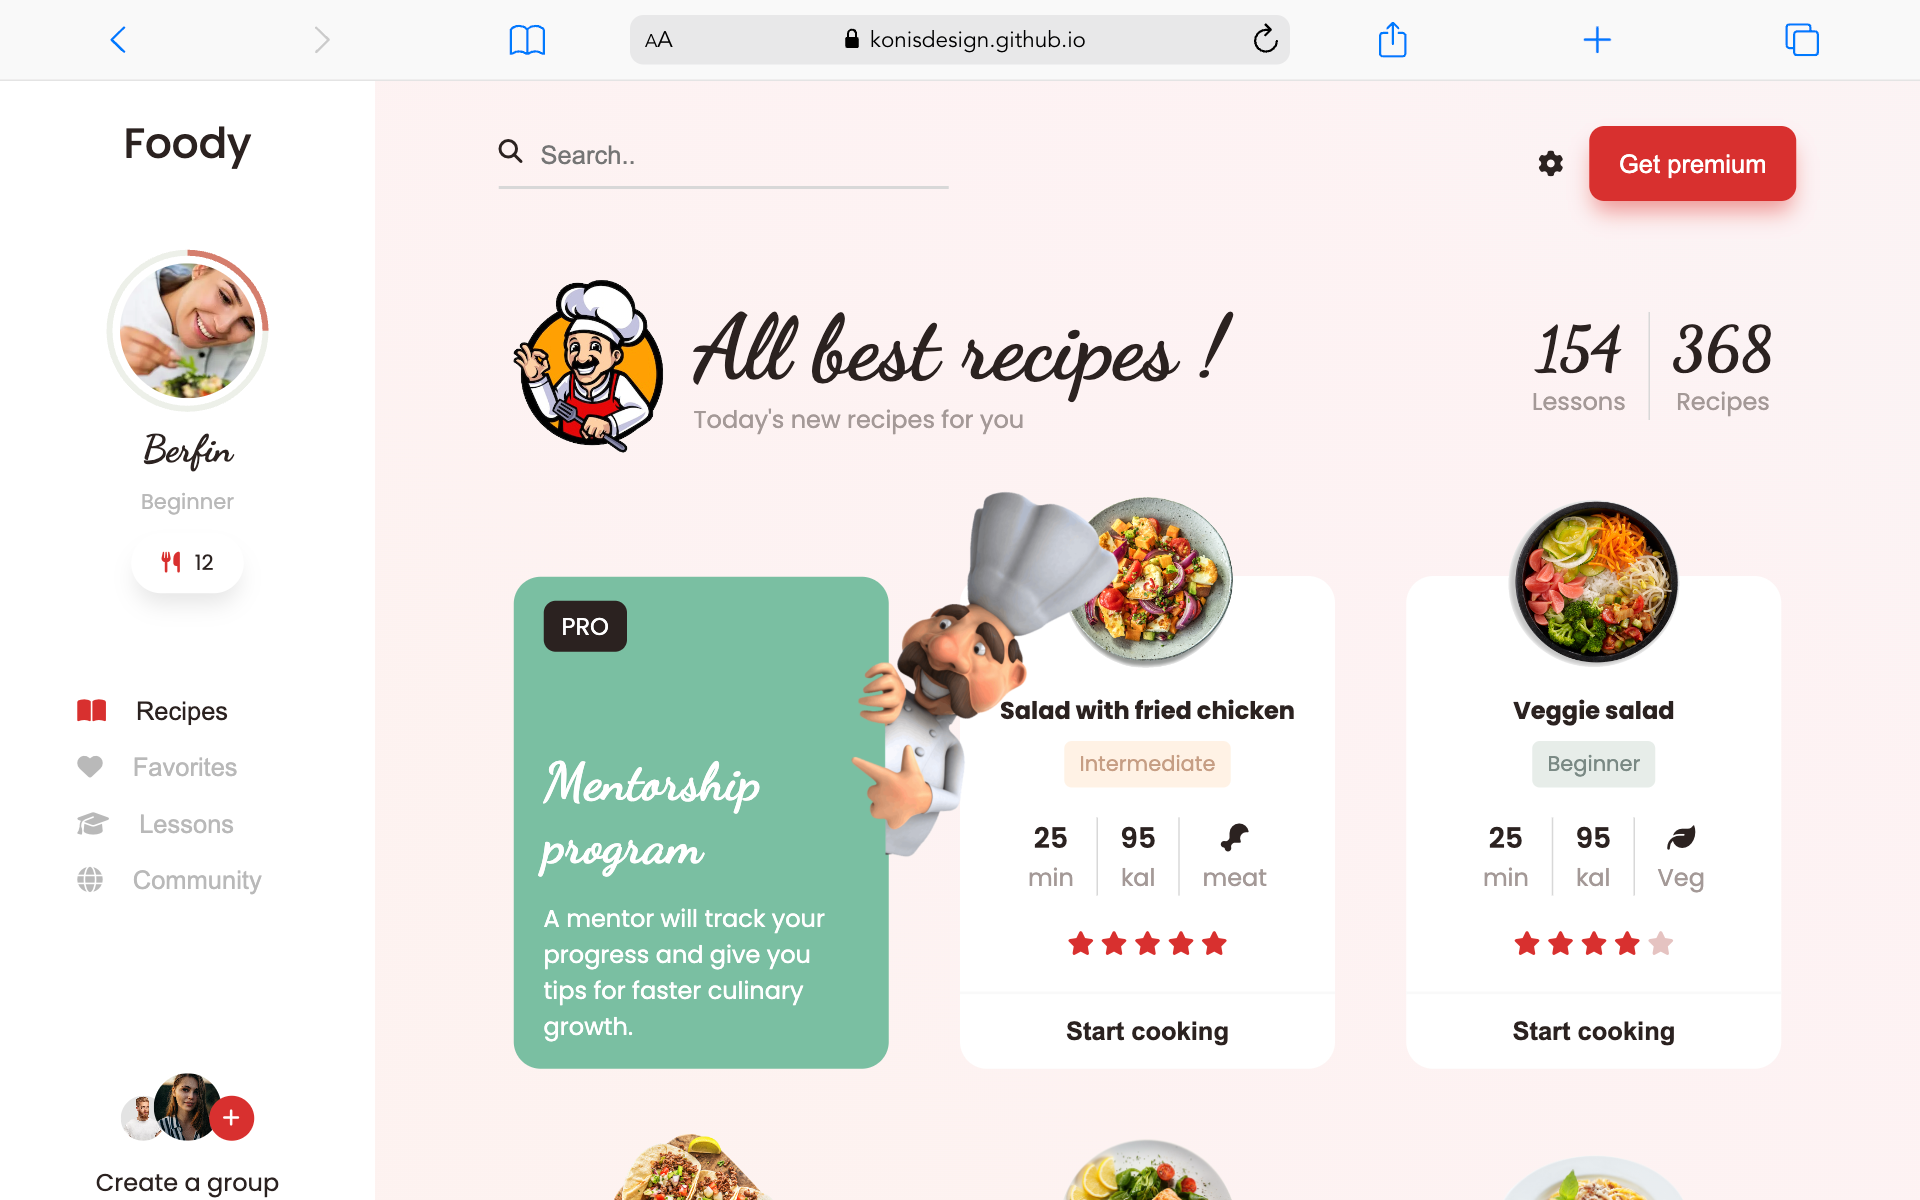 AA konisdesign.github.io
Foody
Search..
Get premium
All best recipes !
Today's new recipes for you
154
Lessons
368
Recipes
Berfin
Beginner
12
Recipes
Favorites
Lessons
Community
Create a group
PRO
Mentorship
program
A mentor will track your
progress and give you
tips for faster culinary
growth.
Salad with fried chicken
Intermediate
25 95
min kal meat
Start cooking
Veggie salad
Beginner
25 95
min kal Veg
Start cooking